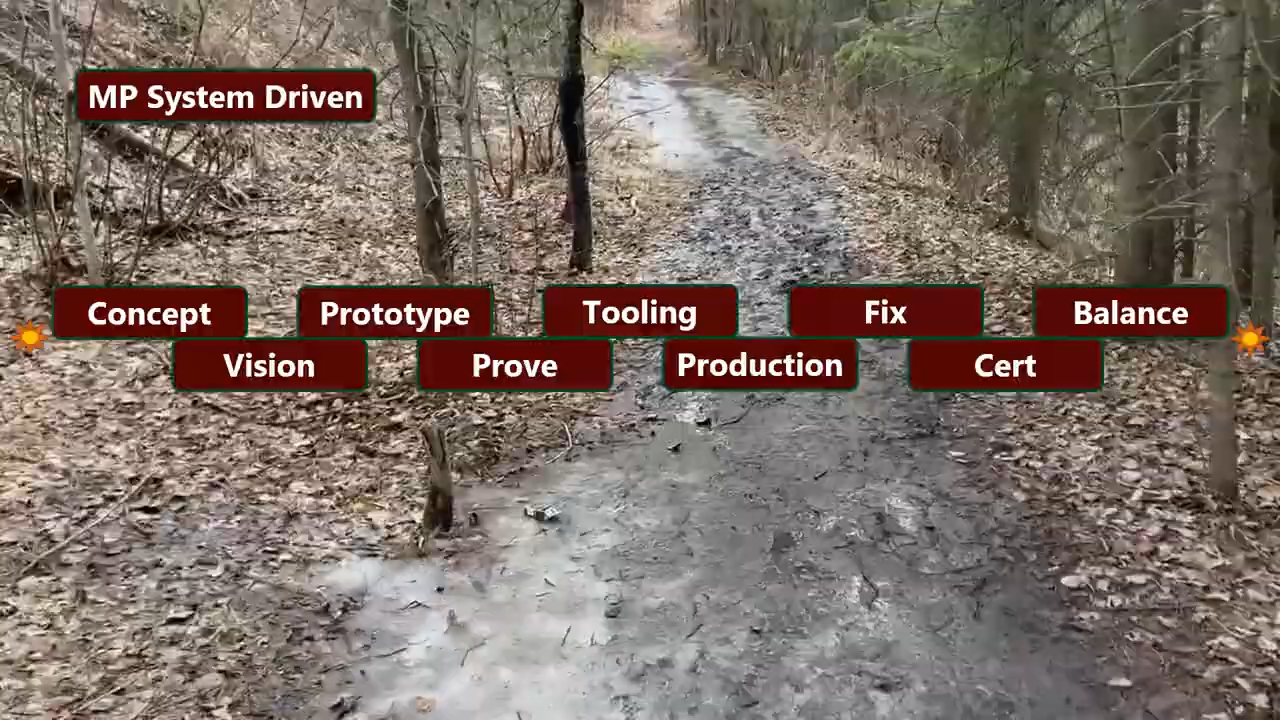 MP System Driven
Concept
Prototype
Tooling
Fix
Balance
Vision
Prove
Production
Cert